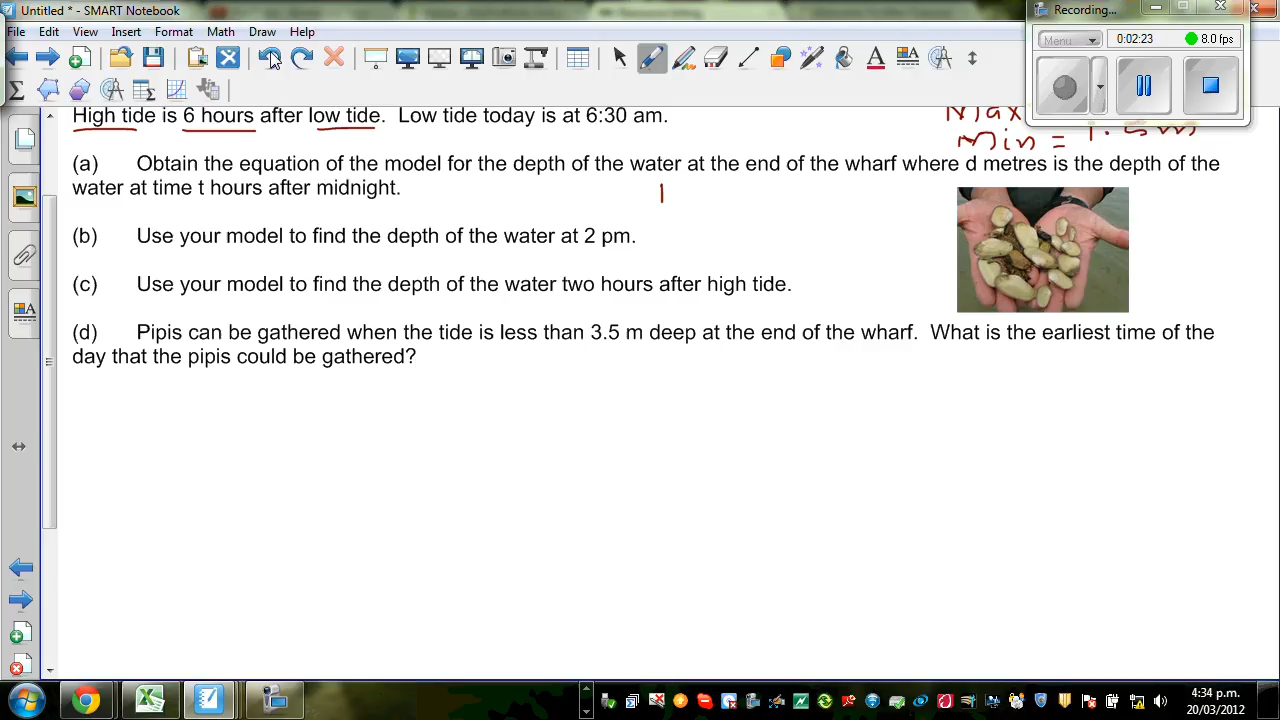 Untitled * - SMART Notebook
Recording...
File Edit View Insert Format Math Draw Help
Menu
0:02:23
8.0 fps
High tide is 6 hours after low tide. Low tide today is at 6:30 am.
Max
Min =
(a) Obtain the equation of the model for the depth of the water at the end of the wharf where d metres is the depth of the
water at time t hours after midnight.
(b) Use your model to find the depth of the water at 2 pm.
(c) Use your model to find the depth of the water two hours after high tide.
(d) Pipis can be gathered when the tide is less than 3.5 m deep at the end of the wharf. What is the earliest time of the
day that the pipis could be gathered?
4:34 p.m.
20/03/2012